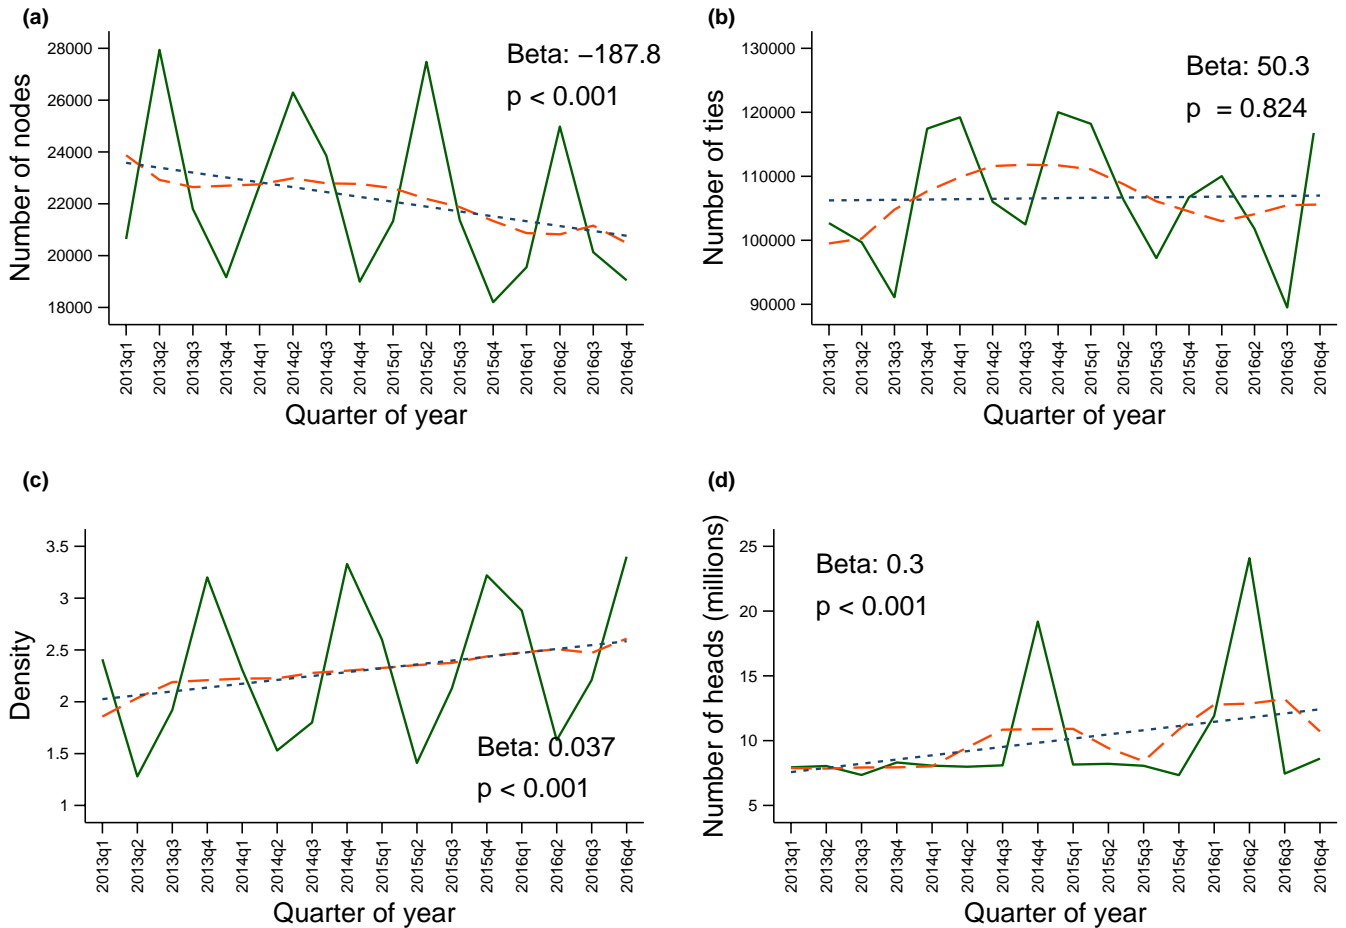 (a)
Number of nodes
28000
26000
24000
22000
20000
18000
Beta: −187.8
p < 0.001
2013q1
2013q2
2013q3
2013q4
2014q1
2014q2
2014q3
2014q4
2015q1
2015q2
2015q3
2015q4
2016q1
2016q2
2016q3
2016q4
Quarter of year
(b)
Number of ties
130000
120000
110000
100000
90000
Beta: 50.3
p = 0.824
2013q1
2013q2
2013q3
2013q4
2014q1
2014q2
2014q3
2014q4
2015q1
2015q2
2015q3
2015q4
2016q1
2016q2
2016q3
2016q4
Quarter of year
(c)
Density
3.5
3
2.5
2
1.5
1
Beta: 0.037
p < 0.001
2013q1
2013q2
2013q3
2013q4
2014q1
2014q2
2014q3
2014q4
2015q1
2015q2
2015q3
2015q4
2016q1
2016q2
2016q3
2016q4
Quarter of year
(d)
Number of heads (millions)
25
20
15
10
5
Beta: 0.3
p < 0.001
2013q1
2013q2
2013q3
2013q4
2014q1
2014q2
2014q3
2014q4
2015q1
2015q2
2015q3
2015q4
2016q1
2016q2
2016q3
2016q4
Quarter of year